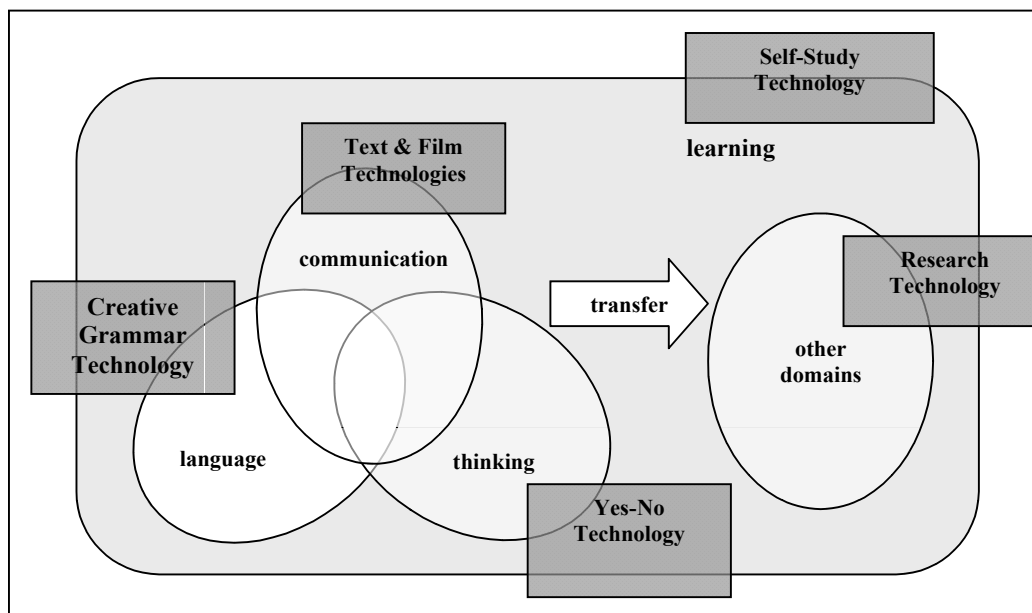 Self-Study
Technology
learning
Text & Film
Technologies
communication
Creative
Grammar
Technology
language
thinking
Yes-No
Technology
transfer
Research
Technology
other
domains